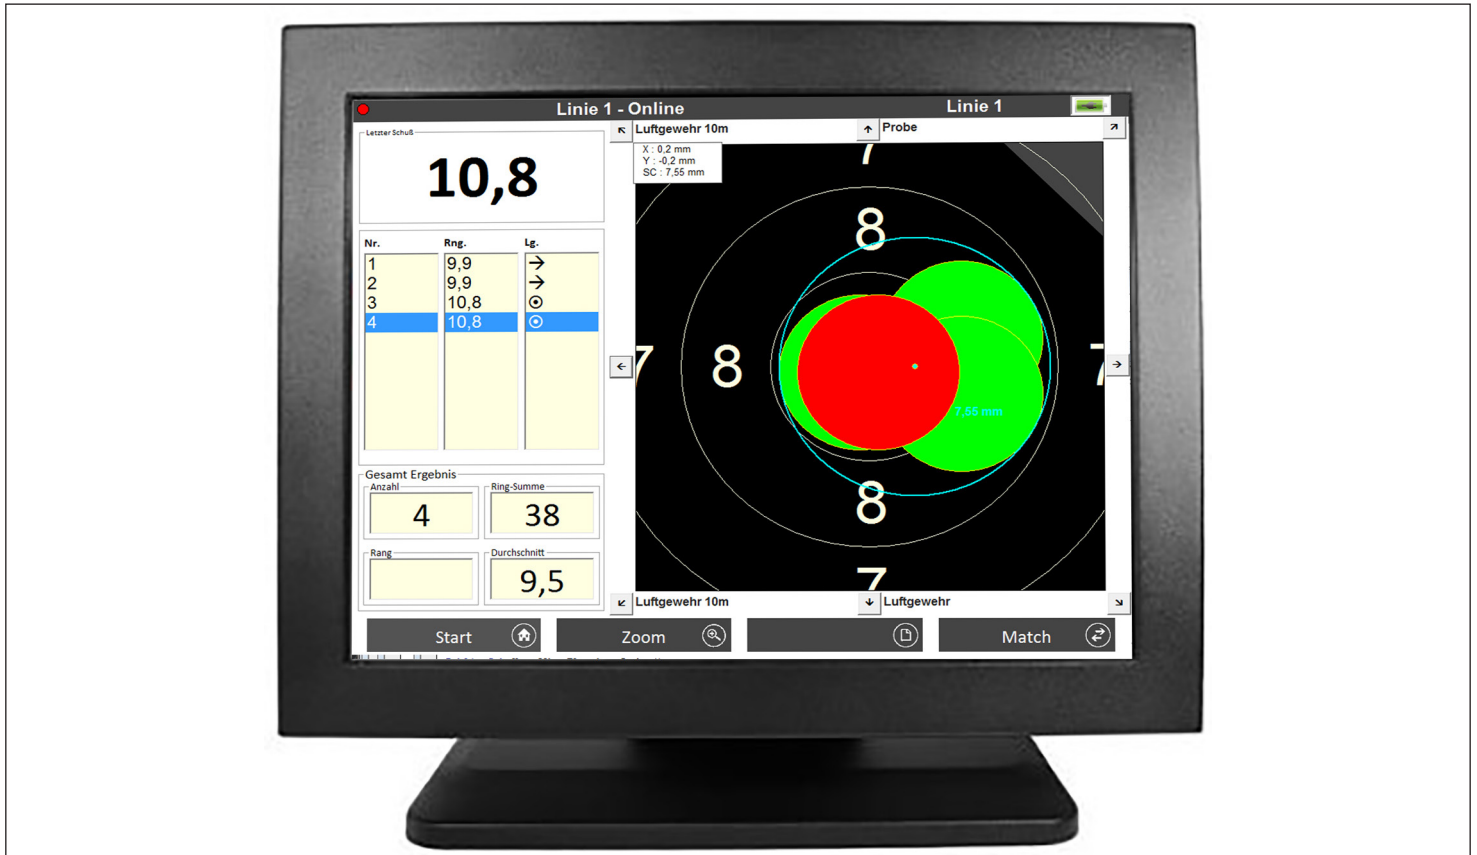 Linie 1 - Online
Linie 1
Letzter Schuß
10,8
Nr. Rng. Lg.
1 9,9 →
2 9,9 →
3 10,8 ⊙
4 10,8 ⊙
Gesamt Ergebnis
Anzahl
4
Ring-Summe
38
Rang
Durchschnitt
9,5
Luftgewehr 10m
Probe
X : 0,2 mm
Y : -0,2 mm
SC : 7,55 mm
7
8
7 8 7
7,55 mm
8
7
Luftgewehr 10m
Luftgewehr
Start
Zoom
Match